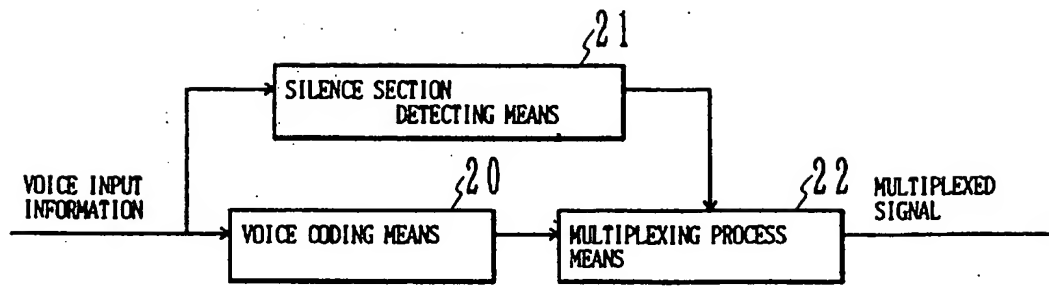 21
SILENCE SECTION
DETECTING MEANS
VOICE INPUT
INFORMATION
20
VOICE CODING MEANS
22
MULTIPLEXING PROCESS
MEANS
MULTIPLEXED
SIGNAL